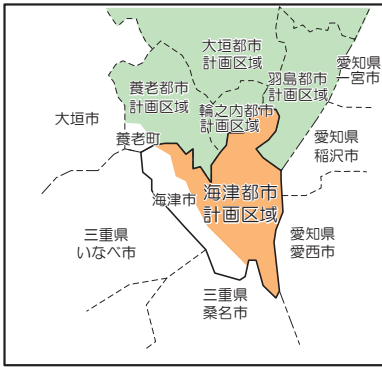 大垣都市
計画区域
愛知県
一宮市
羽島都市
計画区域
養老都市
計画区域
輪之内都市
計画区域
大垣市
養老町
愛知県
稲沢市
海津市
海津都市
計画区域
三重県
いなべ市
愛知県
愛西市
三重県
桑名市